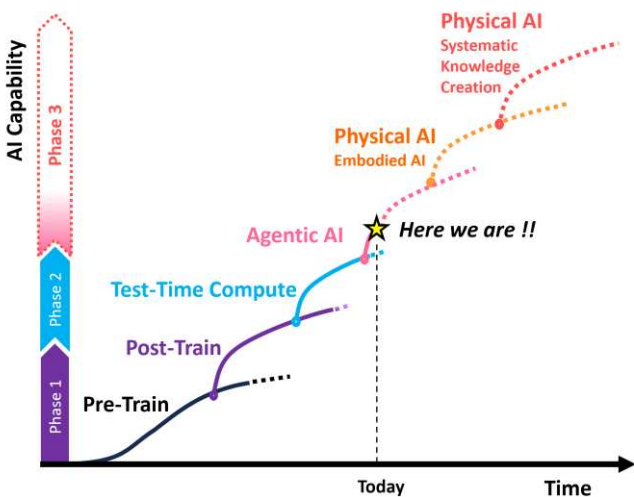 AI Capability
Phase 3
Phase 2
Phase 1
Physical AI
Systematic
Knowledge
Creation
Physical AI
Embodied AI
Agentic AI
Here we are !!
Test-Time Compute
Post-Train
Pre-Train
Today
Time